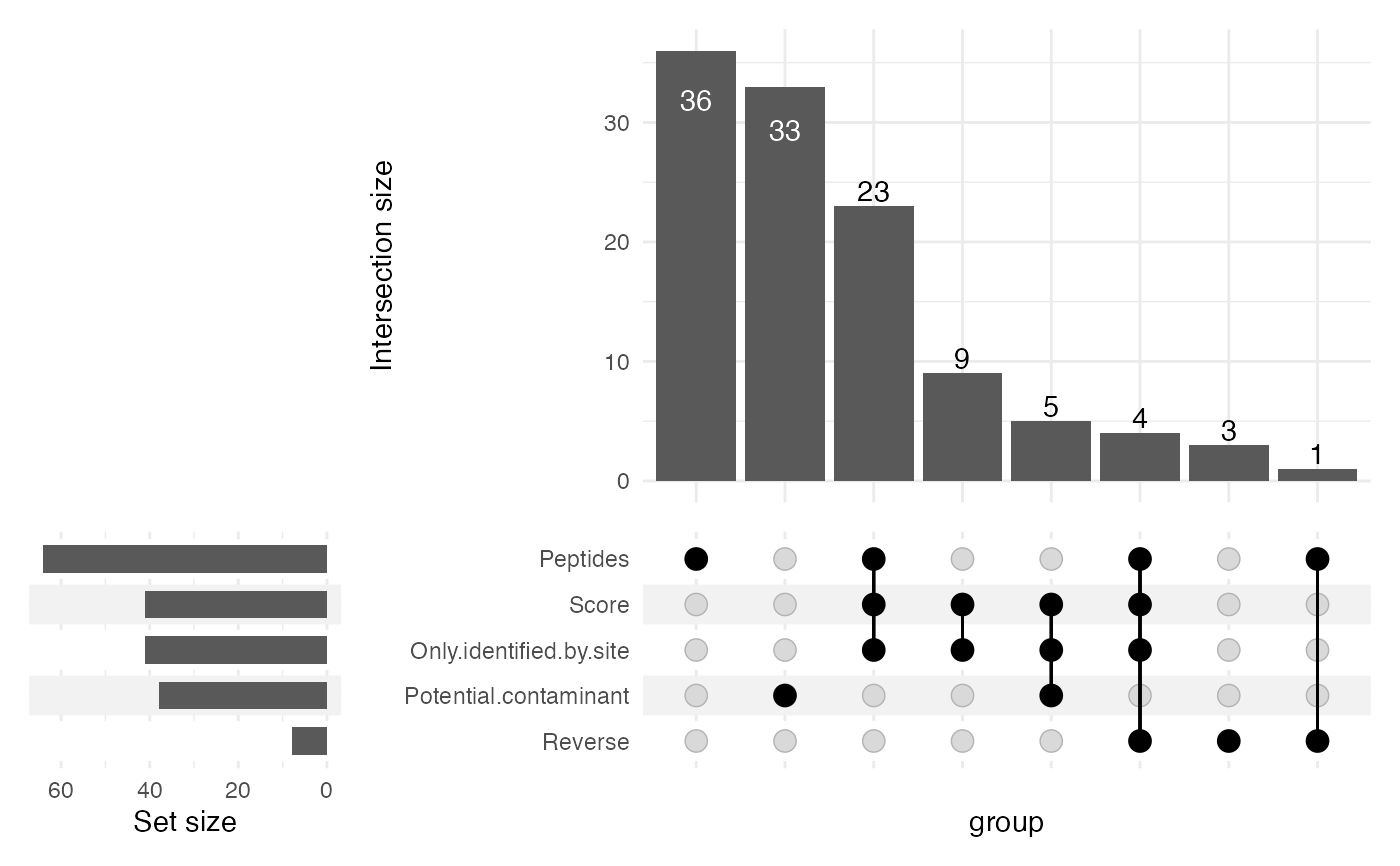 36
33
23
9
5
4
3
1
30
20
10
0
Intersection size
Peptides
Score
Only.identified.by.site
Potential.contaminant
Reverse
60 40 20 0
Set size
group